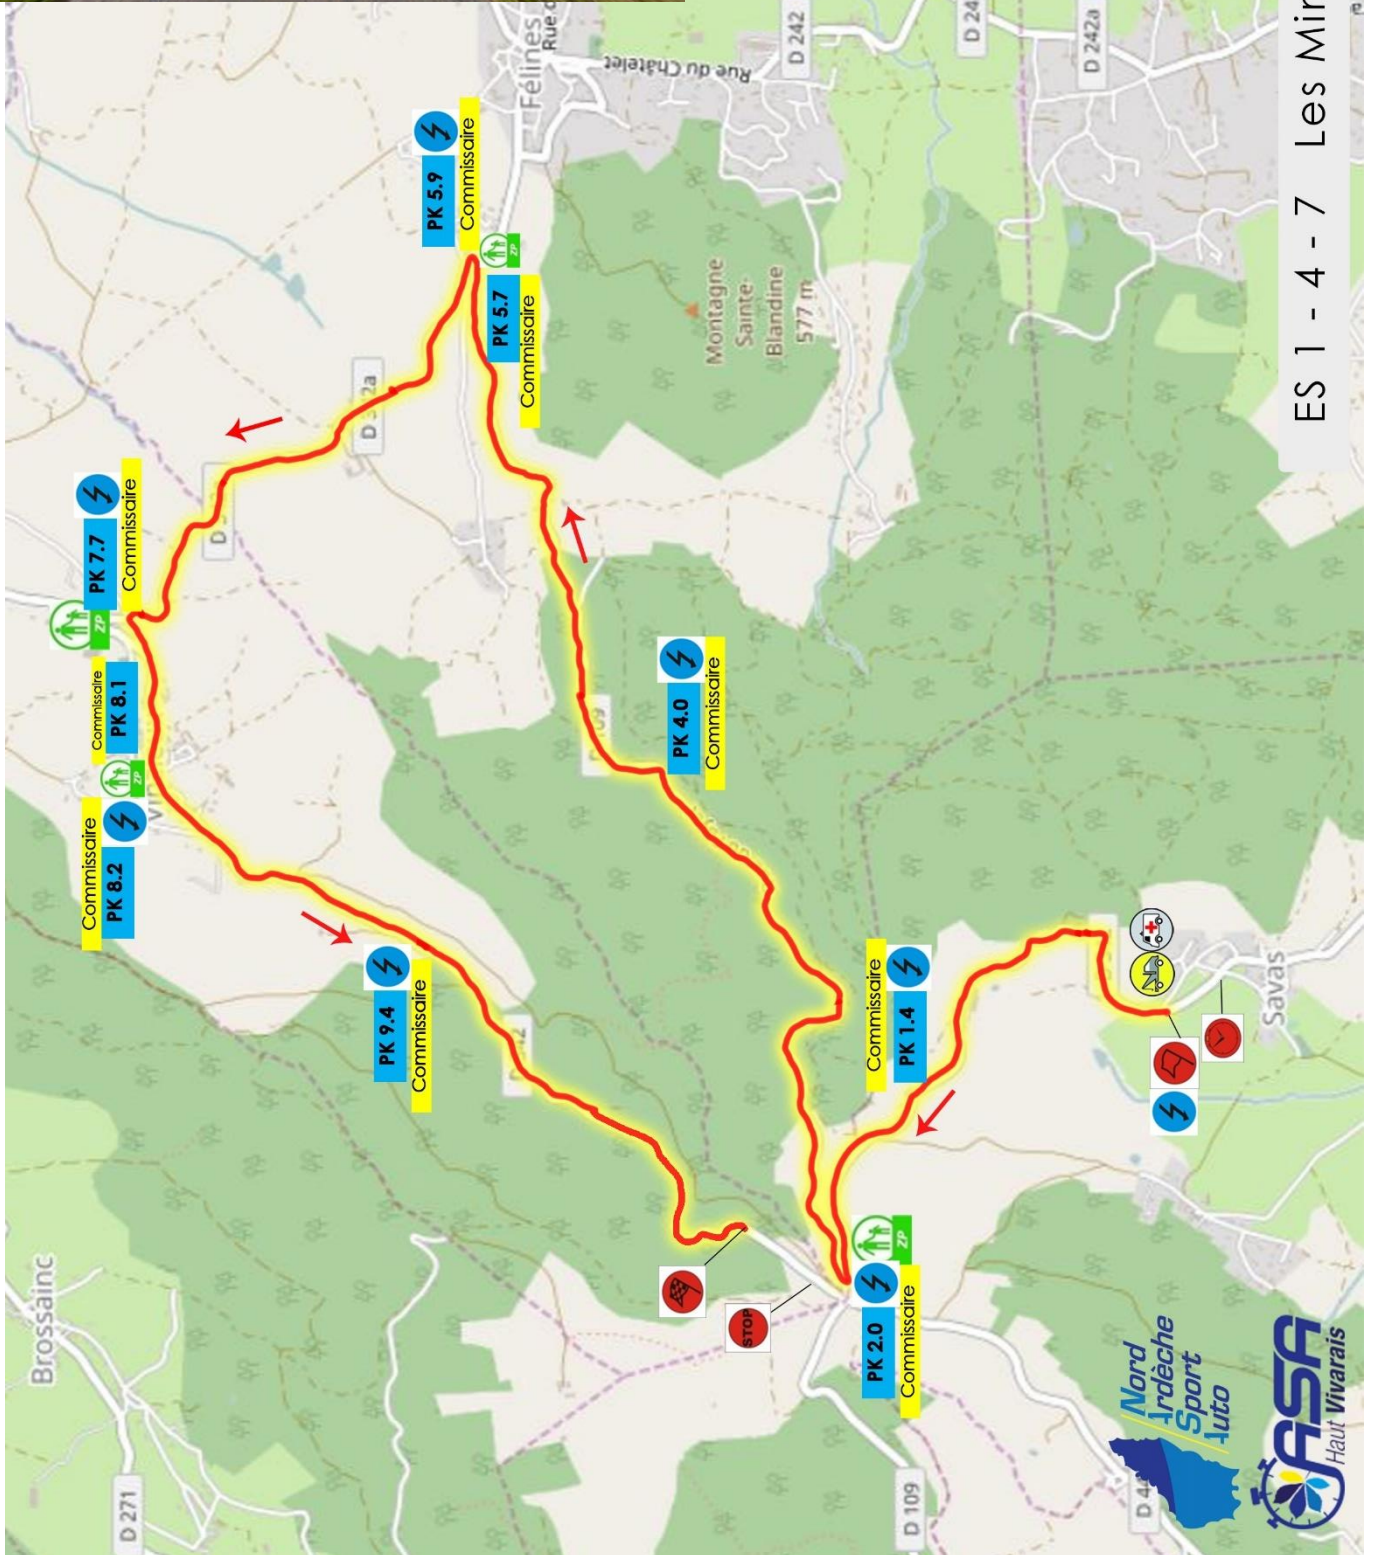 Brossainc
Commissaire
PK 8.2
Commissaire
PK 8.1
ZP
ZP
PK 7.7
Commissaire
D 271
PK 9.4
Commissaire
PK 5.9
Commissaire
ZP
PK 5.7
Commissaire
Félines
Rue du Châtelet
PK 4.0
Commissaire
Montagne
Sainte-
Blandine
577 m
STOP
D 242
PK 2.0
Commissaire
ZP
Commissaire
PK 1.4
D 109
D 242a
Nord
Ardèche
Sport
Auto
Savas
ASA
Haut Vivarais
ES 1 - 4 - 7 Les